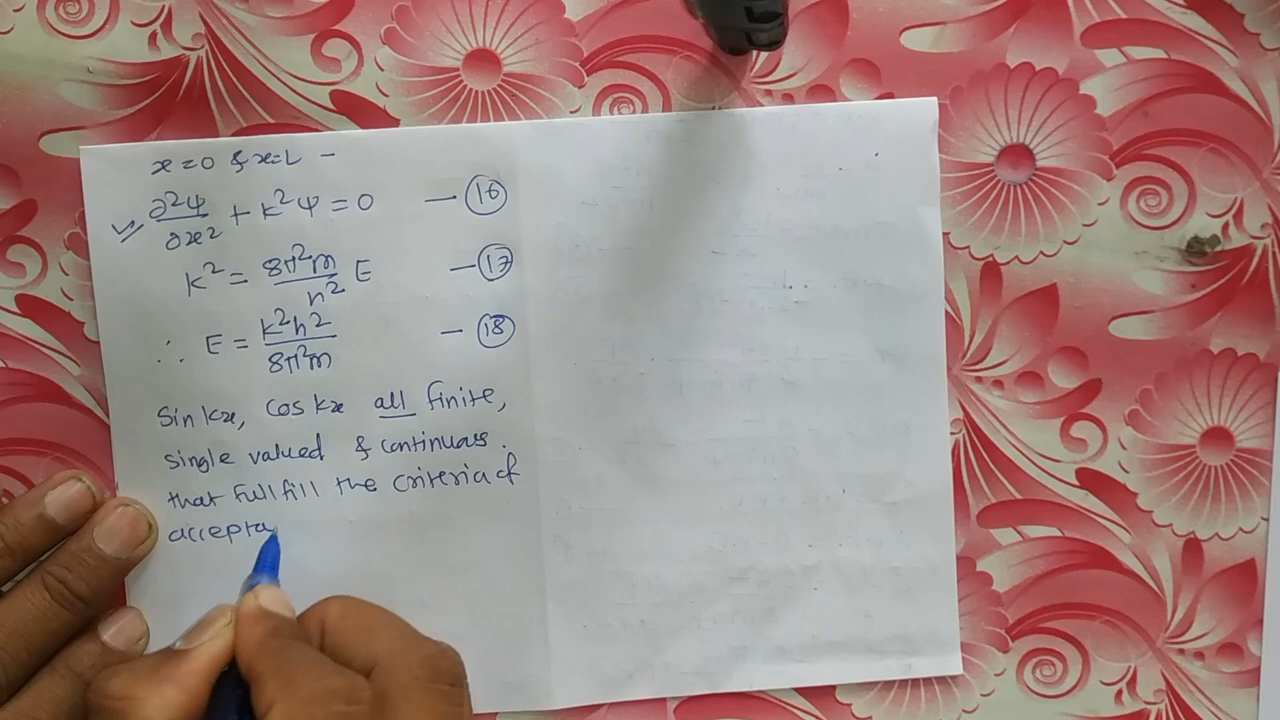 x=0 & x=L -
∂²ψ/∂x² + k²ψ = 0 — (16)
k² = 8π²m/h² E — (17)
∴ E = k²h²/8π²m — (18)
Sin kx, cos kx all finite,
single valued & continuous.
that fullfill the criteria of
accepta